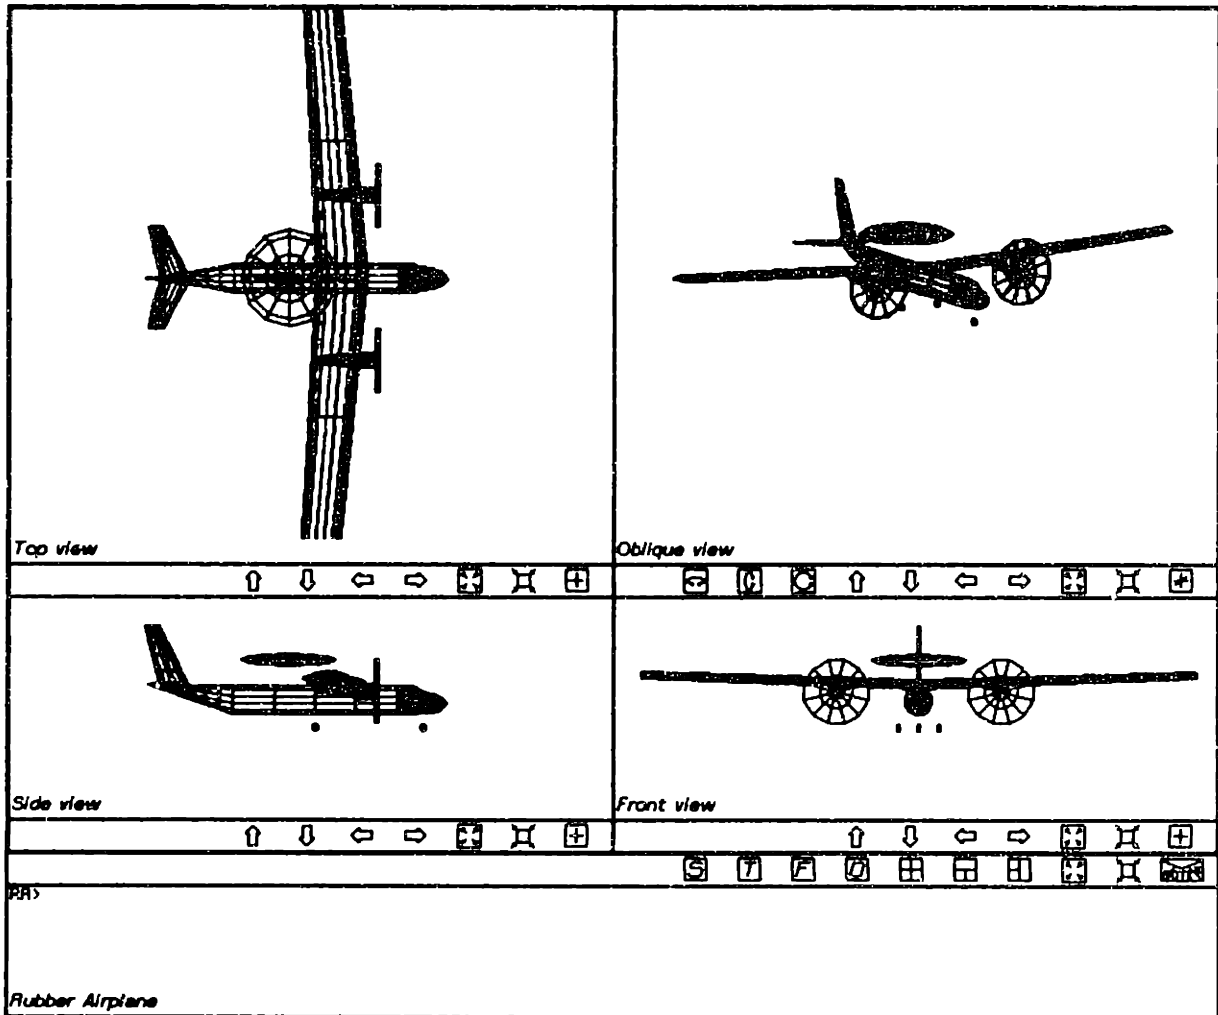 Top view
Oblique view
Side view
Front view
S T F O
RA>
Rubber Airplane